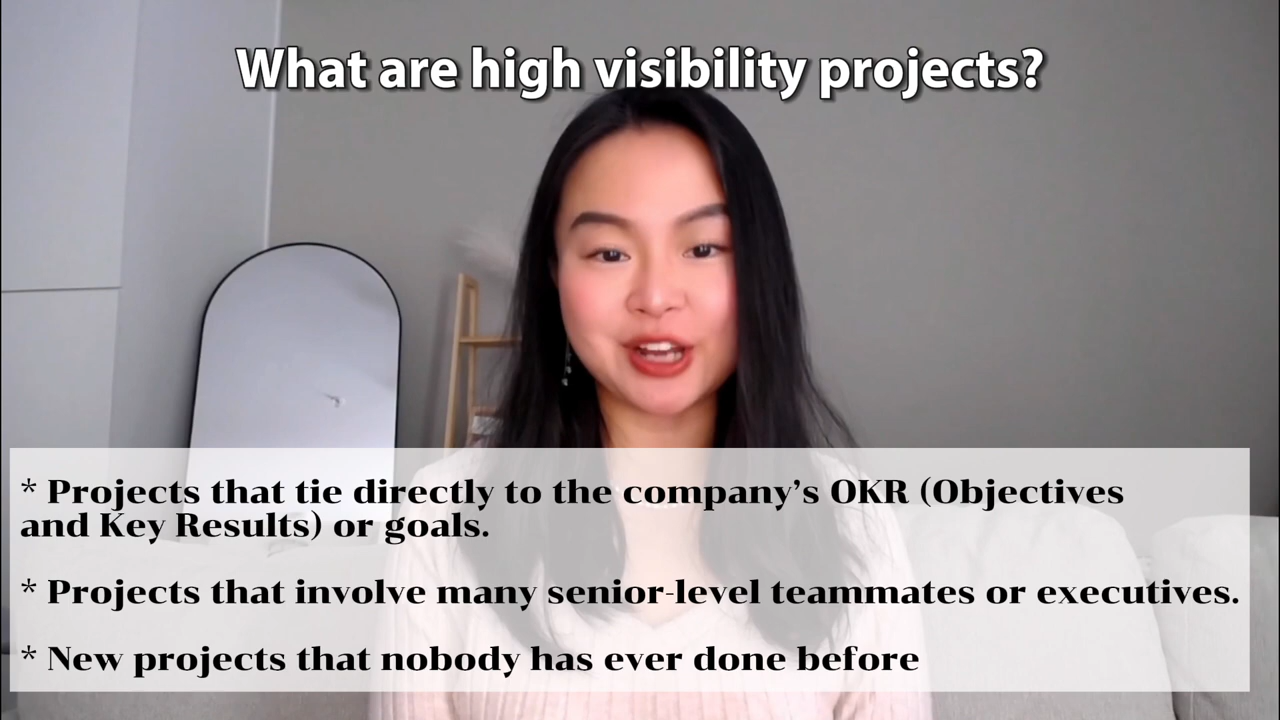 What are high visibility projects?
* Projects that tie directly to the company’s OKR (Objectives
and Key Results) or goals.
* Projects that involve many senior-level teammates or executives.
* New projects that nobody has ever done before